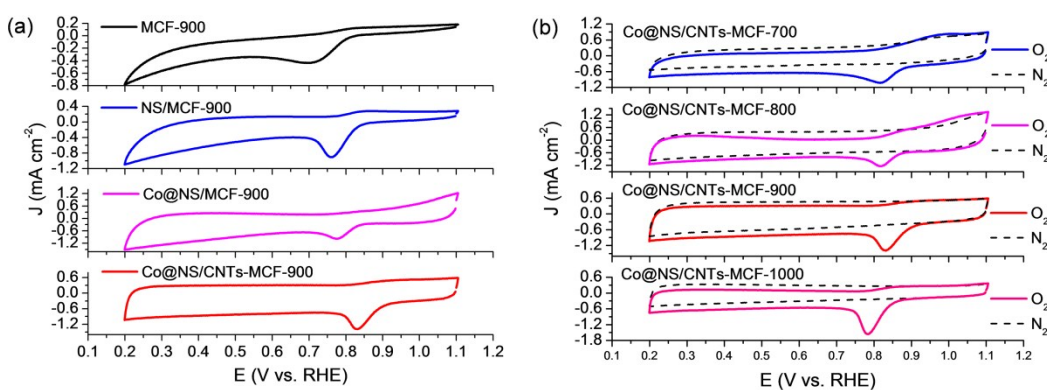 (a)
MCF-900
NS/MCF-900
Co@NS/MCF-900
Co@NS/CNTs-MCF-900
0.2
0.0
-0.2
-0.4
-0.6
-0.8
0.4
0.0
-0.4
-0.8
-1.2
1.2
0.6
0.0
-0.6
-1.2
0.6
0.0
-0.6
-1.2
J (mA cm⁻²)
0.1 0.2 0.3 0.4 0.5 0.6 0.7 0.8 0.9 1.0 1.1 1.2
E (V vs. RHE)
(b)
Co@NS/CNTs-MCF-700
O₂
N₂
Co@NS/CNTs-MCF-800
O₂
N₂
Co@NS/CNTs-MCF-900
O₂
N₂
Co@NS/CNTs-MCF-1000
O₂
N₂
1.2
0.6
0.0
-0.6
-1.2
1.2
0.6
0.0
-0.6
-1.2
0.6
0.0
-0.6
-1.2
0.6
0.0
-0.6
-1.2
-1.8
J (mA cm⁻²)
0.1 0.2 0.3 0.4 0.5 0.6 0.7 0.8 0.9 1.0 1.1 1.2
E (V vs. RHE)